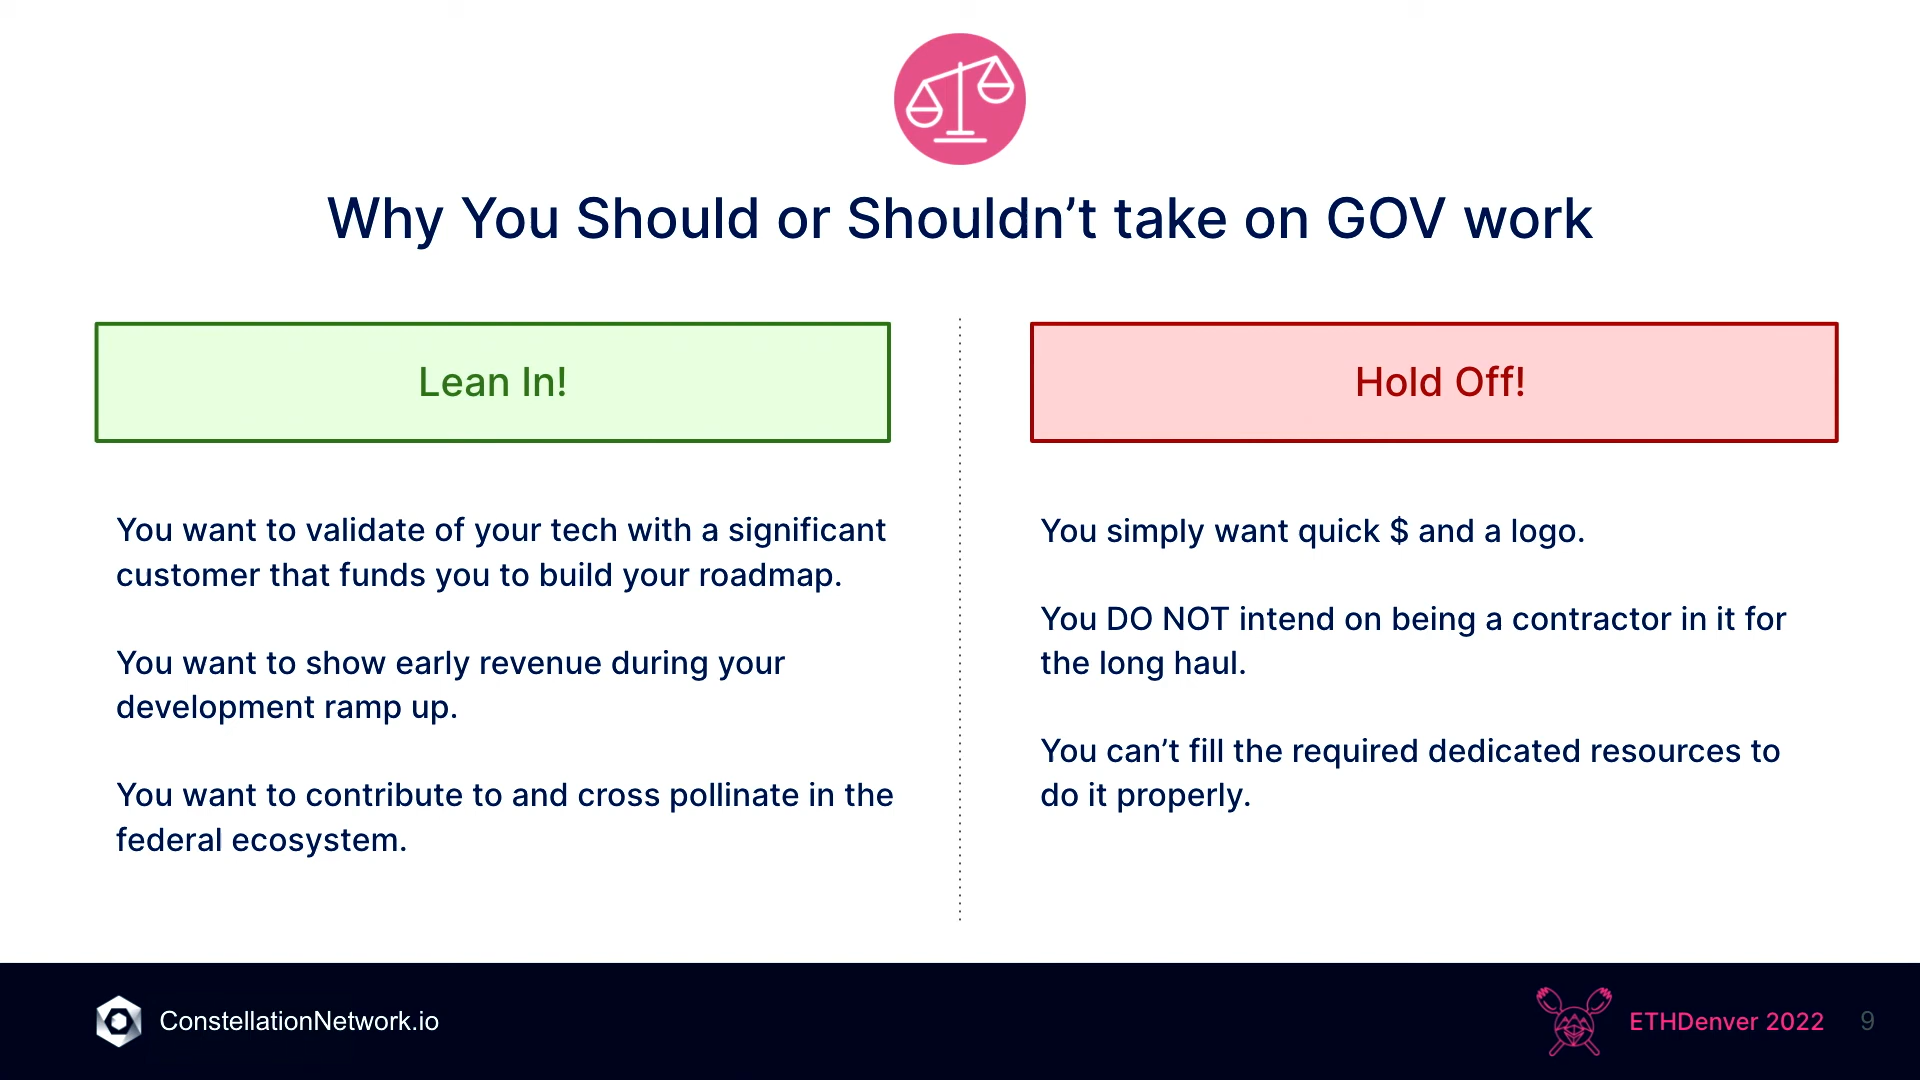 Why You Should or Shouldn’t take on GOV work
Lean In!
You want to validate of your tech with a significant
customer that funds you to build your roadmap.
You want to show early revenue during your
development ramp up.
You want to contribute to and cross pollinate in the
federal ecosystem.
Hold Off!
You simply want quick $ and a logo.
You DO NOT intend on being a contractor in it for
the long haul.
You can’t fill the required dedicated resources to
do it properly.
ConstellationNetwork.io
ETHDenver 2022
9